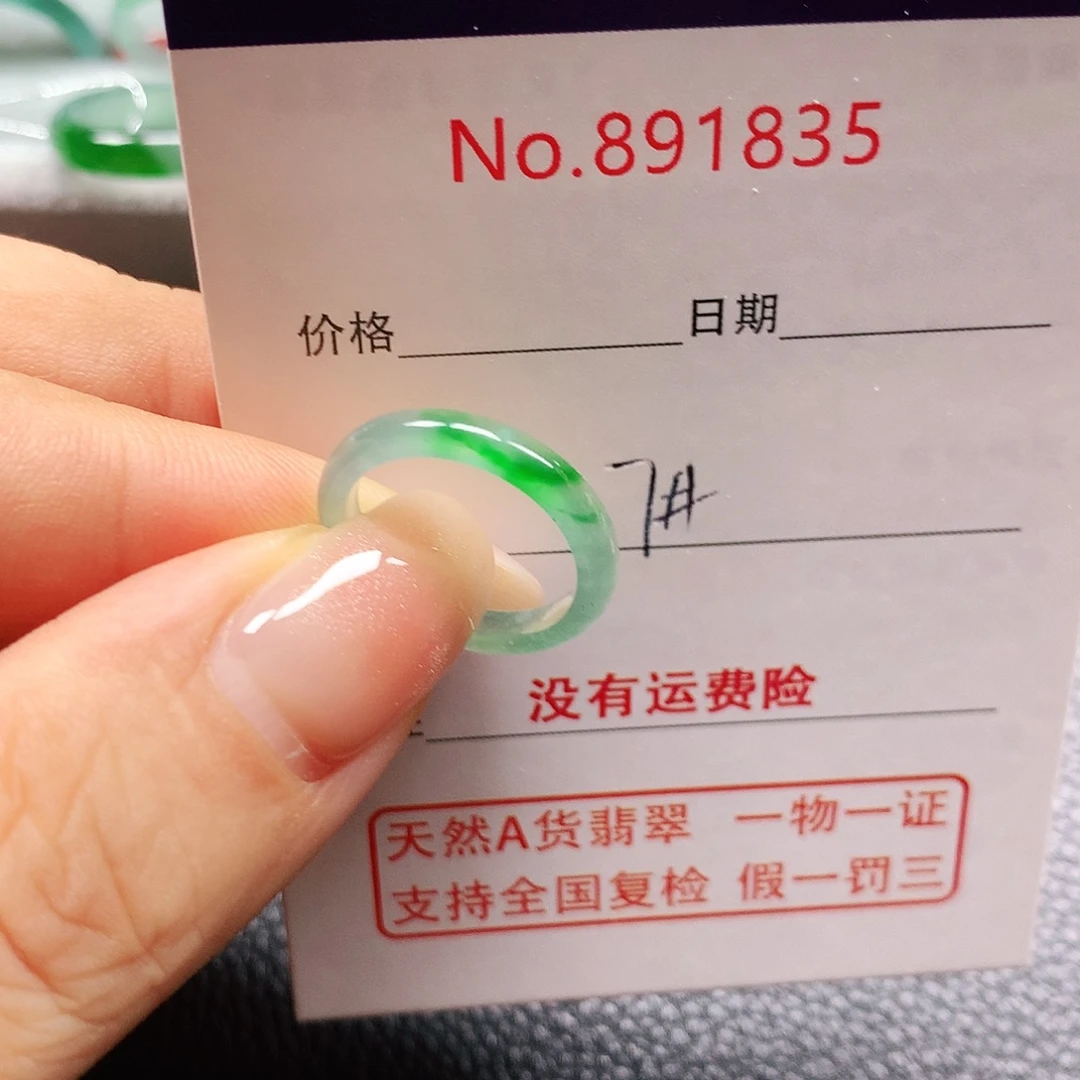 No.891835
价格 日期
7#
没有运费险
天然A货翡翠 一物一证
支持全国复检 假一罚三